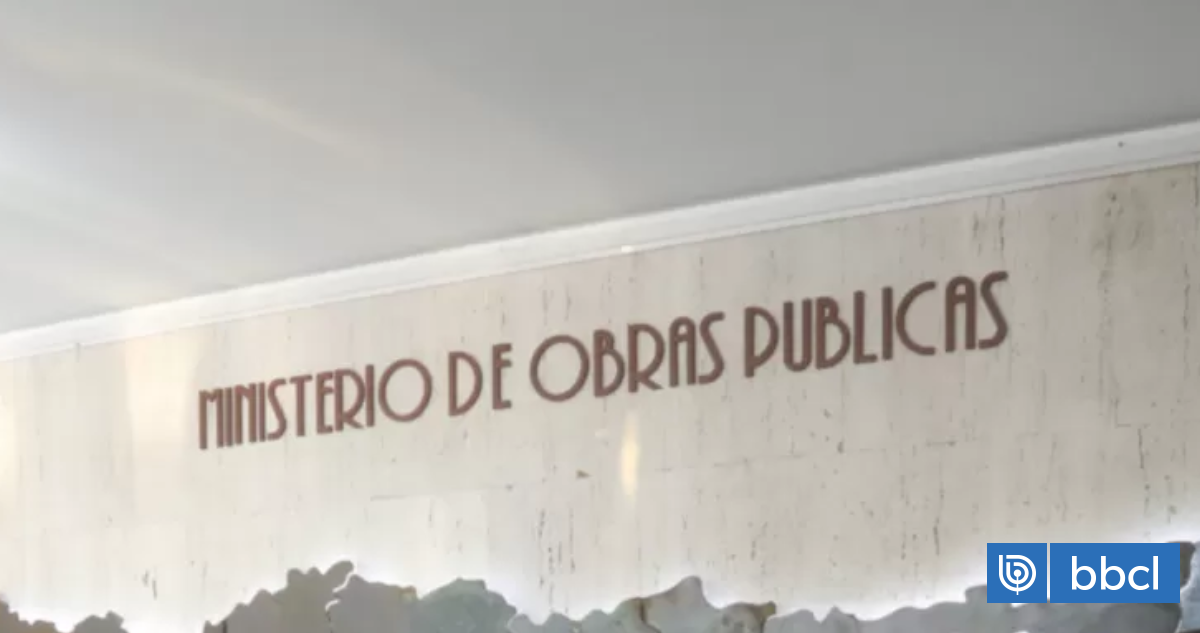 MINISTERIO DE OBRAS PUBLICAS
bbcl